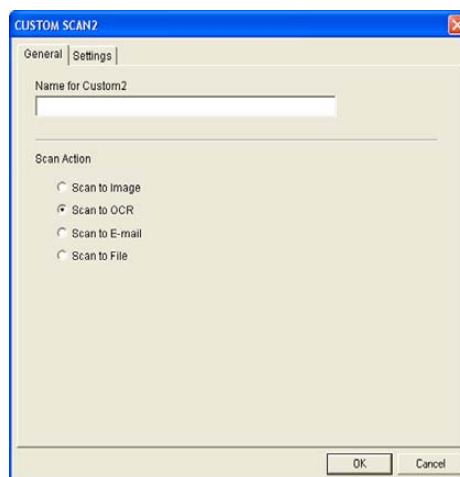 CUSTOM SCAN2
General Settings
Name for Custom2
Scan Action
Scan to Image
Scan to OCR
Scan to E-mail
Scan to File
OK Cancel